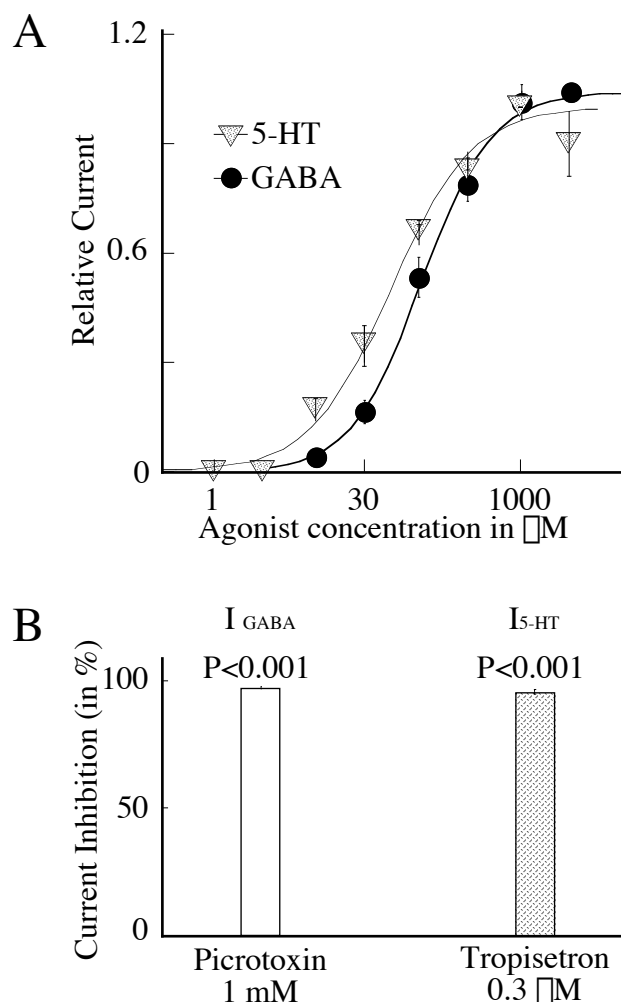 A
1.2
5-HT
GABA
0.6
Relative Current
0
1 30 1000
Agonist concentration in □M
B
I GABA I5-HT
P<0.001 P<0.001
100
50
0
Current Inhibition (in %)
Picrotoxin Tropisetron
1 mM 0.3 □M